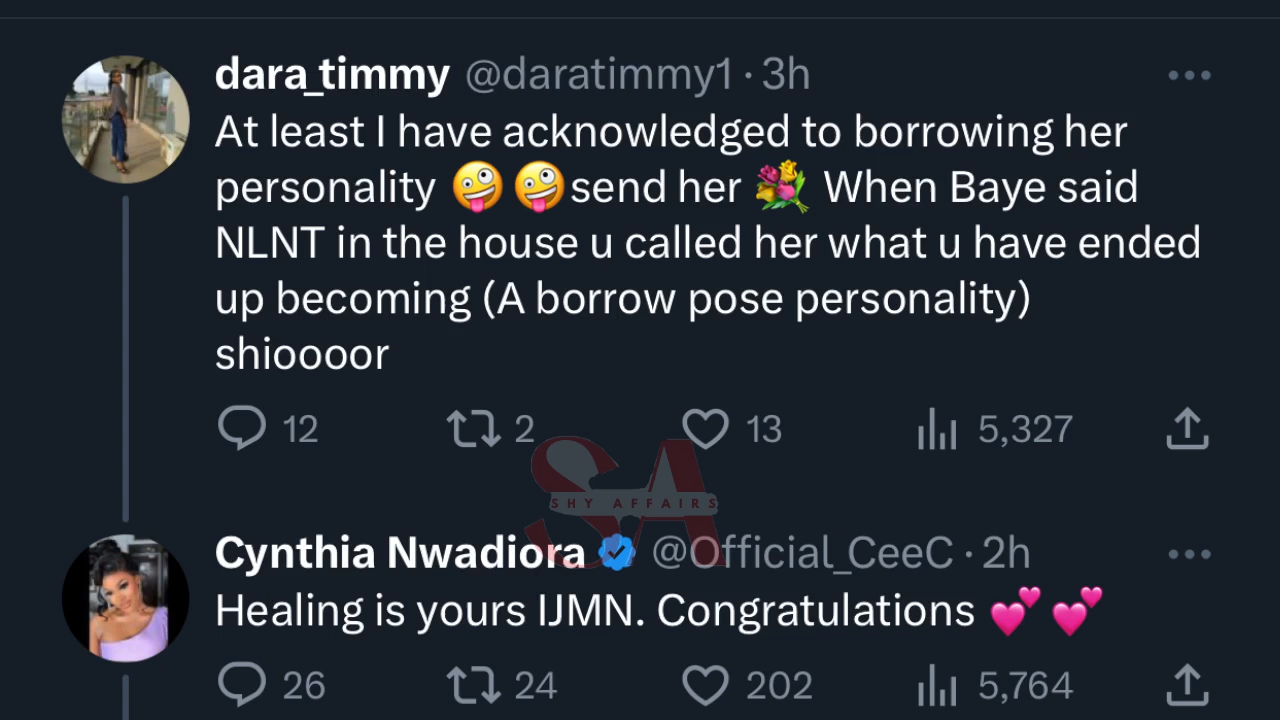 dara_timmy @daratimmy1 · 3h
At least I have acknowledged to borrowing her
personality 🤪 🤪send her 💐 When Baye said
NLNT in the house u called her what u have ended
up becoming (A borrow pose personality)
shioooor
12 2 13 5,327
SA
SHY AFFAIRS
Cynthia Nwadiora @Official_CeeC · 2h
Healing is yours IJMN. Congratulations 💕 💕
26 24 202 5,764